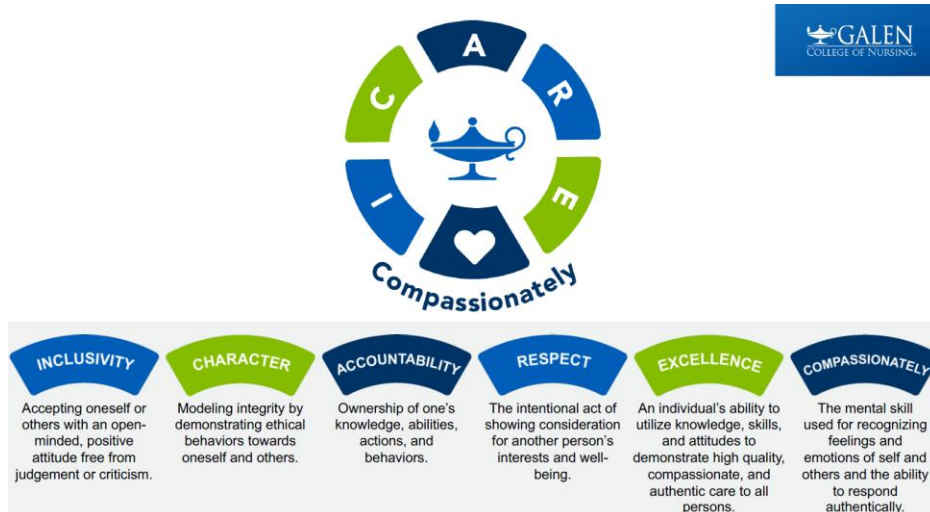 GALEN
COLLEGE OF NURSING®
I C A R E
Compassionately
INCLUSIVITY
Accepting oneself or
others with an open-
minded, positive
attitude free from
judgement or criticism.
CHARACTER
Modeling integrity by
demonstrating ethical
behaviors towards
oneself and others.
ACCOUNTABILITY
Ownership of one's
knowledge, abilities,
actions, and
behaviors.
RESPECT
The intentional act of
showing consideration
for another person's
interests and well-
being.
EXCELLENCE
An individual's ability to
utilize knowledge, skills,
and attitudes to
demonstrate high quality,
compassionate, and
authentic care to all
persons.
COMPASSIONATELY
The mental skill
used for recognizing
feelings and
emotions of self and
others and the ability
to respond
authentically.